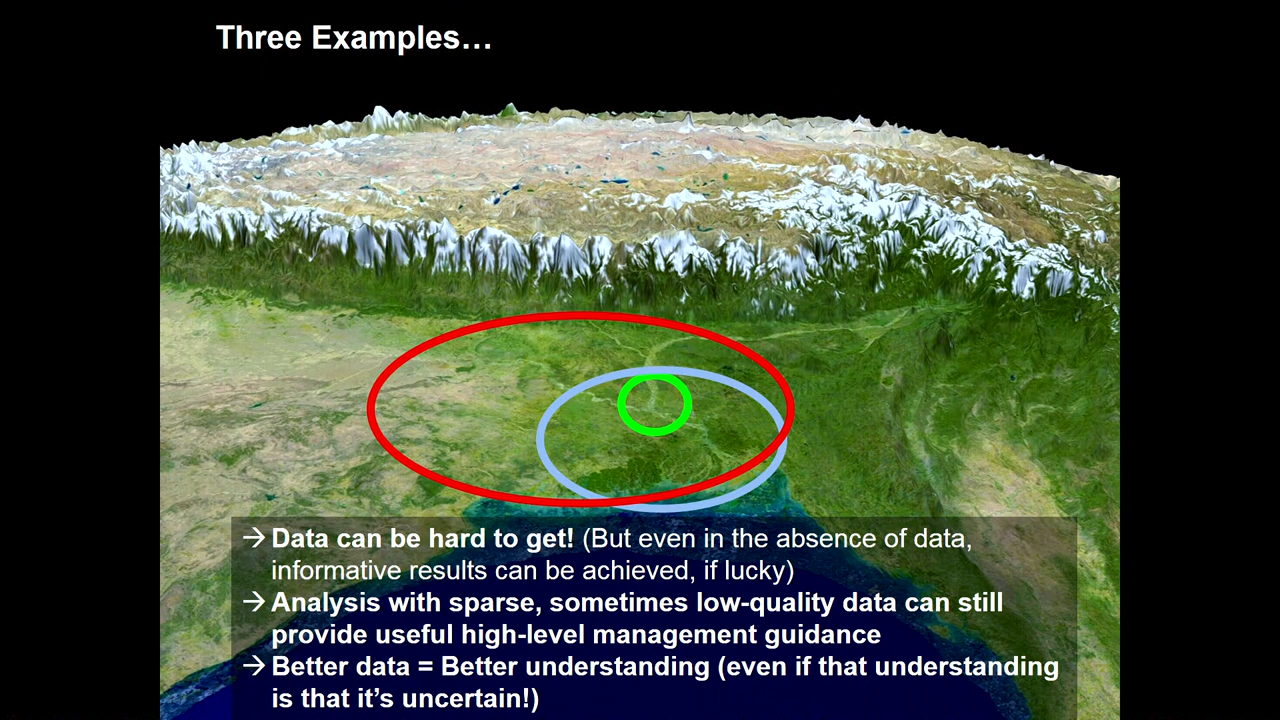 Three Examples…
→ Data can be hard to get! (But even in the absence of data,
informative results can be achieved, if lucky)
→ Analysis with sparse, sometimes low-quality data can still
provide useful high-level management guidance
→ Better data = Better understanding (even if that understanding
is that it’s uncertain!)